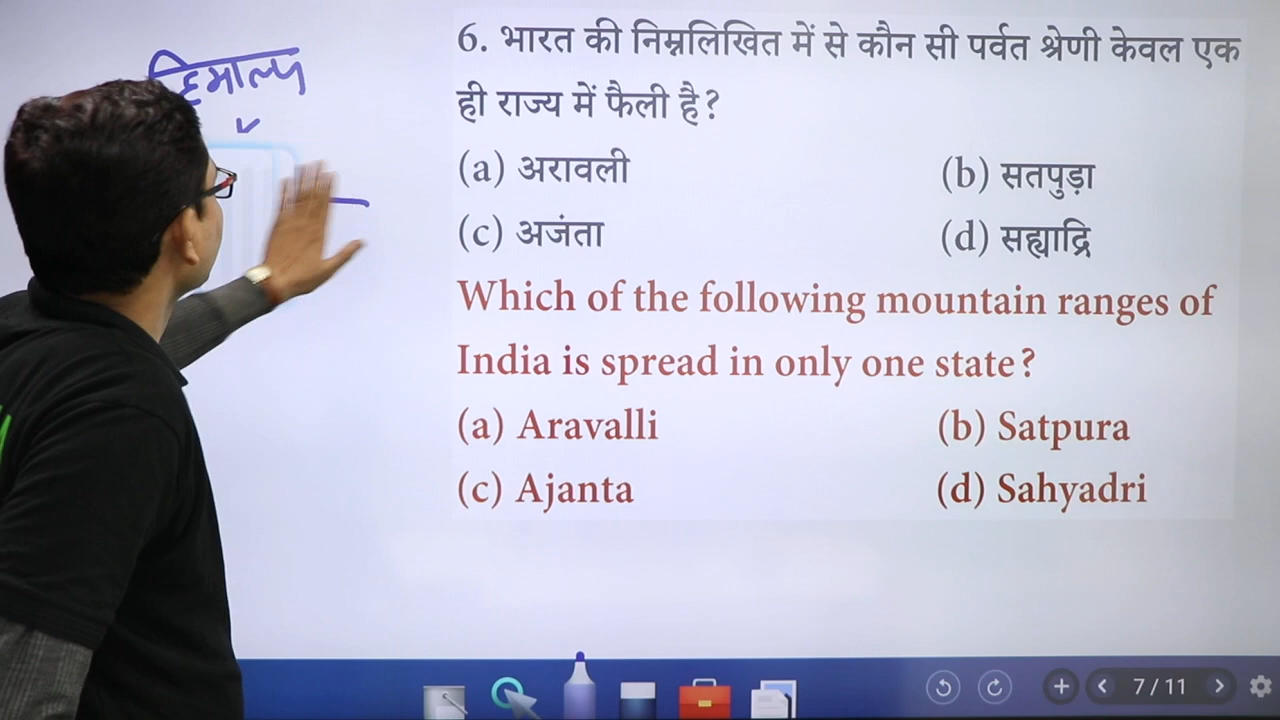 हिमालय
6. भारत की निम्नलिखित में से कौन सी पर्वत श्रेणी केवल एक
ही राज्य में फैली है?
(a) अरावली (b) सतपुड़ा
(c) अजंता (d) सह्याद्रि
Which of the following mountain ranges of
India is spread in only one state?
(a) Aravalli (b) Satpura
(c) Ajanta (d) Sahyadri
7 / 11